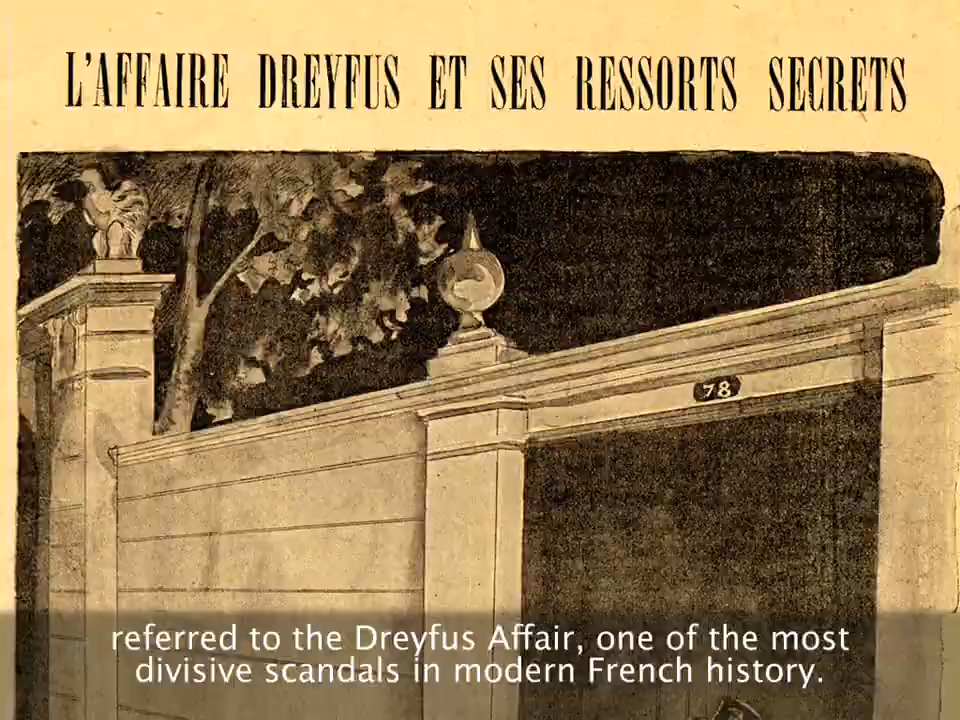 L'AFFAIRE DREYFUS ET SES RESSORTS SECRETS
78
referred to the Dreyfus Affair, one of the most
divisive scandals in modern French history.